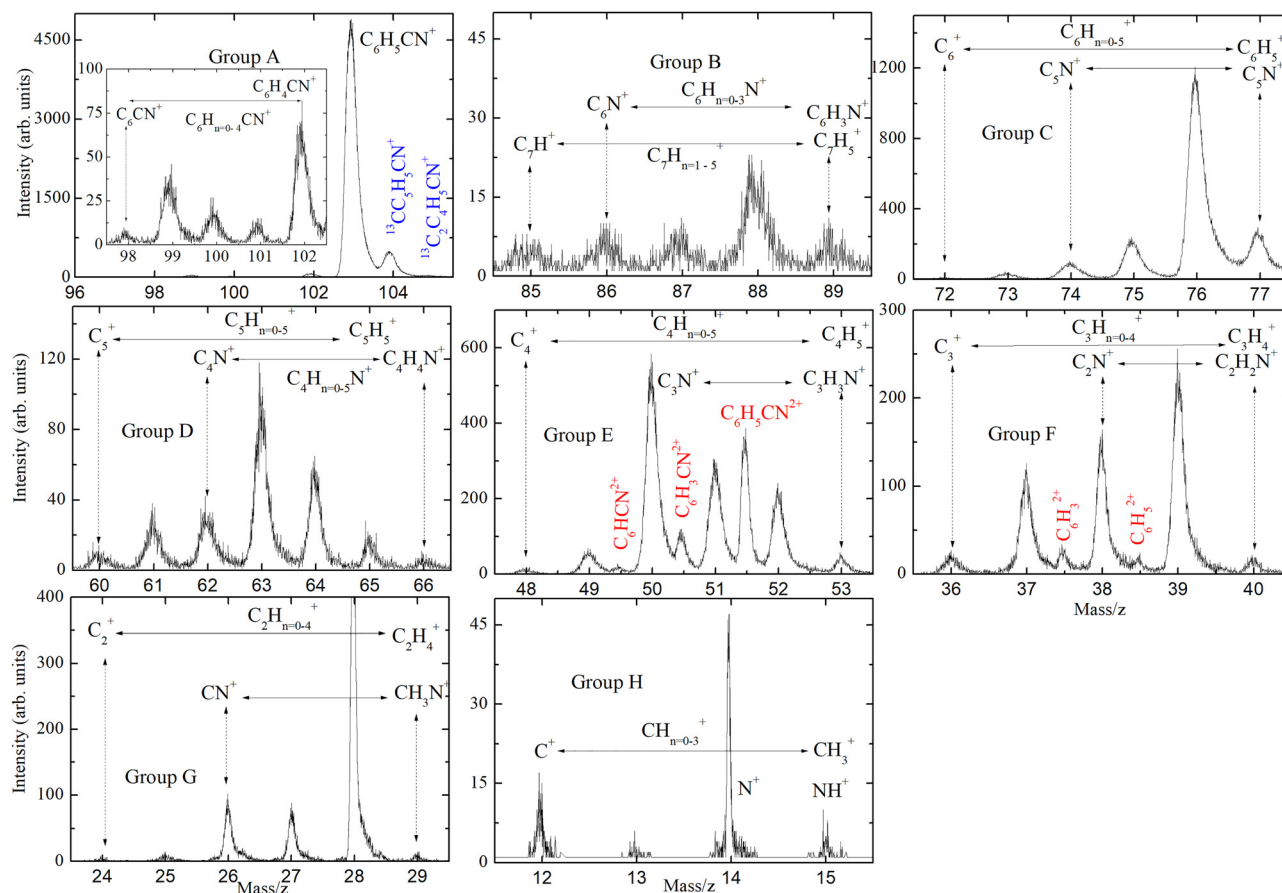 Intensity (arb. units)
4500
3000
1500
0
Group A
C₆H₅CN⁺
¹³CC₅H₅CN⁺
¹³C₂C₄H₅CN⁺
100
75
50
25
0
C₆CN⁺
C₆H₄CN⁺
C₆Hₙ₌₀₋₄CN⁺
98 99 100 101 102
96 98 100 102 104
45
30
15
0
Group B
C₆N⁺
C₆Hₙ₌₀₋₃N⁺
C₆H₃N⁺
C₇H⁺
C₇Hₙ₌₁₋₅⁺
C₇H₅⁺
85 86 87 88 89
1200
800
400
0
C₆⁺
C₆Hₙ₌₀₋₅⁺
C₆H₅⁺
C₅N⁺
C₅N⁺
Group C
72 73 74 75 76 77
Intensity (arb. units)
120
80
40
0
C₅⁺
C₅Hₙ₌₀₋₅⁺
C₅H₅⁺
C₄N⁺
C₄H₄N⁺
C₄Hₙ₌₀₋₅N⁺
Group D
60 61 62 63 64 65 66
600
400
200
0
C₄⁺
C₄Hₙ₌₀₋₅⁺
C₄H₅⁺
C₃N⁺
C₃H₃N⁺
Group E
C₆HCN²⁺
C₆H₃CN²⁺
C₆H₅CN²⁺
48 49 50 51 52 53
300
200
100
0
C₃⁺
C₃Hₙ₌₀₋₄⁺
C₃H₄⁺
C₂N⁺
C₂H₂N⁺
Group F
C₆H₃²⁺
C₆H₅²⁺
36 37 38 39 40
Mass/z
Intensity (arb. units)
400
300
200
100
0
C₂⁺
C₂Hₙ₌₀₋₄⁺
C₂H₄⁺
CN⁺
CH₃N⁺
Group G
24 25 26 27 28 29
Mass/z
45
30
15
0
Group H
CHₙ₌₀₋₃⁺
C⁺
CH₃⁺
N⁺
NH⁺
12 13 14 15
Mass/z